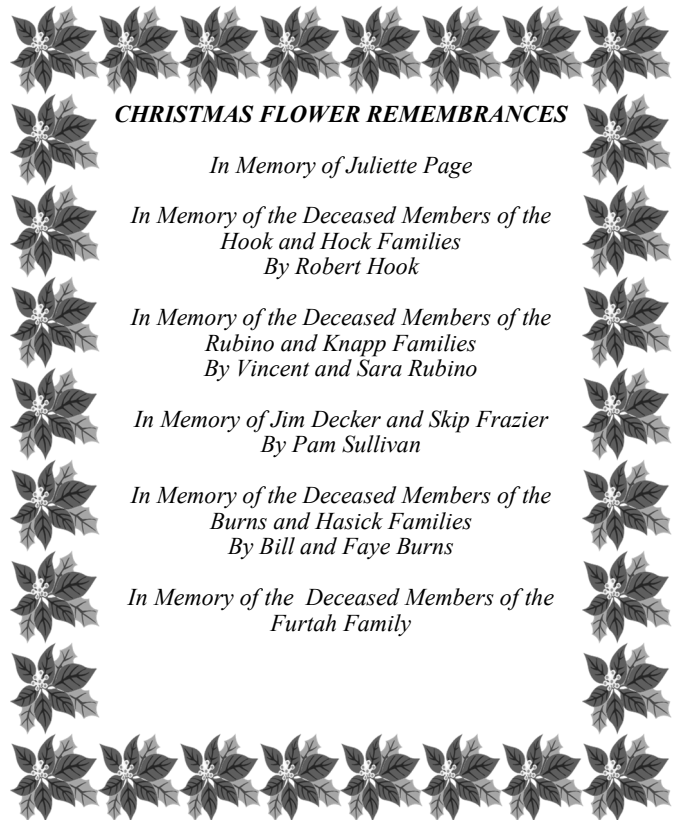 CHRISTMAS FLOWER REMEMBRANCES
In Memory of Juliette Page
In Memory of the Deceased Members of the
Hook and Hock Families
By Robert Hook
In Memory of the Deceased Members of the
Rubino and Knapp Families
By Vincent and Sara Rubino
In Memory of Jim Decker and Skip Frazier
By Pam Sullivan
In Memory of the Deceased Members of the
Burns and Hasick Families
By Bill and Faye Burns
In Memory of the  Deceased Members of the
Furtah Family